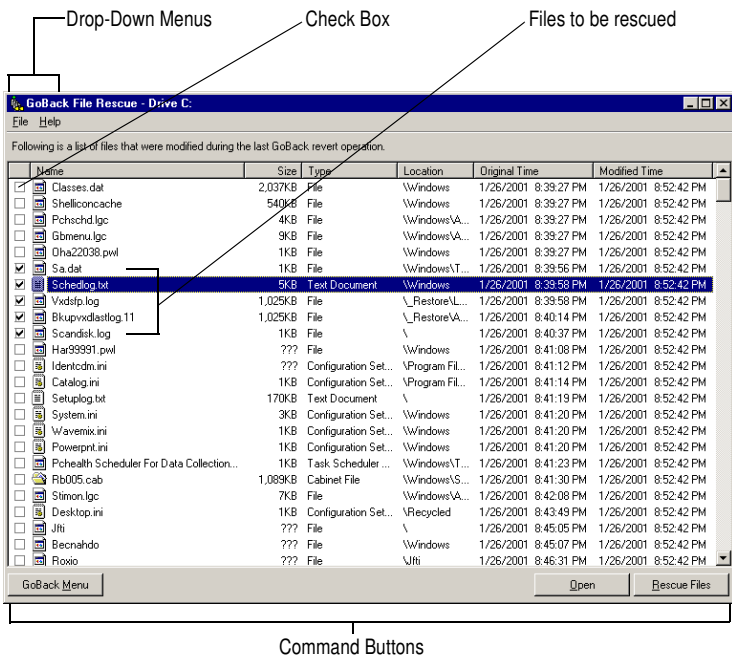 Drop-Down Menus Check Box Files to be rescued
GoBack File Rescue - Drive C:
File Help
Following is a list of files that were modified during the last GoBack revert operation.
Name Size Type Location Original Time Modified Time
Classes.dat 2,037KB File \Windows 1/26/2001 8:39:27 PM 1/26/2001 8:52:42 PM
Shelliconcache 540KB File \Windows 1/26/2001 8:39:27 PM 1/26/2001 8:52:42 PM
Pchschd.lgc 4KB File \Windows\A... 1/26/2001 8:39:27 PM 1/26/2001 8:52:42 PM
Gbmenu.lgc 9KB File \Windows\A... 1/26/2001 8:39:27 PM 1/26/2001 8:52:42 PM
0ha22038.pwl 1KB File \Windows 1/26/2001 8:39:27 PM 1/26/2001 8:52:42 PM
Sa.dat 1KB File \Windows\T... 1/26/2001 8:39:56 PM 1/26/2001 8:52:42 PM
Schedlog.txt 5KB Text Document \Windows 1/26/2001 8:39:58 PM 1/26/2001 8:52:42 PM
Vxdsfp.log 1,025KB File \_Restore\L... 1/26/2001 8:39:58 PM 1/26/2001 8:52:42 PM
Bkupvxdlastlog.11 1,025KB File \_Restore\A... 1/26/2001 8:40:14 PM 1/26/2001 8:52:42 PM
Scandisk.log 1KB File \ 1/26/2001 8:40:37 PM 1/26/2001 8:52:42 PM
Har99991.pwl ??? File \Windows 1/26/2001 8:41:08 PM 1/26/2001 8:52:42 PM
Identcdm.ini ??? Configuration Set... \Program Fil... 1/26/2001 8:41:12 PM 1/26/2001 8:52:42 PM
Catalog.ini 1KB Configuration Set... \Program Fil... 1/26/2001 8:41:14 PM 1/26/2001 8:52:42 PM
Setuplog.txt 170KB Text Document \ 1/26/2001 8:41:19 PM 1/26/2001 8:52:42 PM
System.ini 3KB Configuration Set... \Windows 1/26/2001 8:41:20 PM 1/26/2001 8:52:42 PM
Wavemix.ini 1KB Configuration Set... \Windows 1/26/2001 8:41:20 PM 1/26/2001 8:52:42 PM
Powerpnt.ini 1KB Configuration Set... \Windows 1/26/2001 8:41:20 PM 1/26/2001 8:52:42 PM
Pchealth Scheduler For Data Collection... 1KB Task Scheduler ... \Windows\T... 1/26/2001 8:41:23 PM 1/26/2001 8:52:42 PM
Rb005.cab 1,089KB Cabinet File \Windows\S... 1/26/2001 8:41:30 PM 1/26/2001 8:52:42 PM
Stimon.lgc 7KB File \Windows\A... 1/26/2001 8:42:08 PM 1/26/2001 8:52:42 PM
Desktop.ini 1KB Configuration Set... \Recycled 1/26/2001 8:43:49 PM 1/26/2001 8:52:42 PM
Jfti ??? File \ 1/26/2001 8:45:05 PM 1/26/2001 8:52:42 PM
Becnahdo ??? File \Windows 1/26/2001 8:45:07 PM 1/26/2001 8:52:42 PM
Roxio ??? File \Jfti 1/26/2001 8:46:31 PM 1/26/2001 8:52:42 PM
GoBack Menu Open Rescue Files
Command Buttons